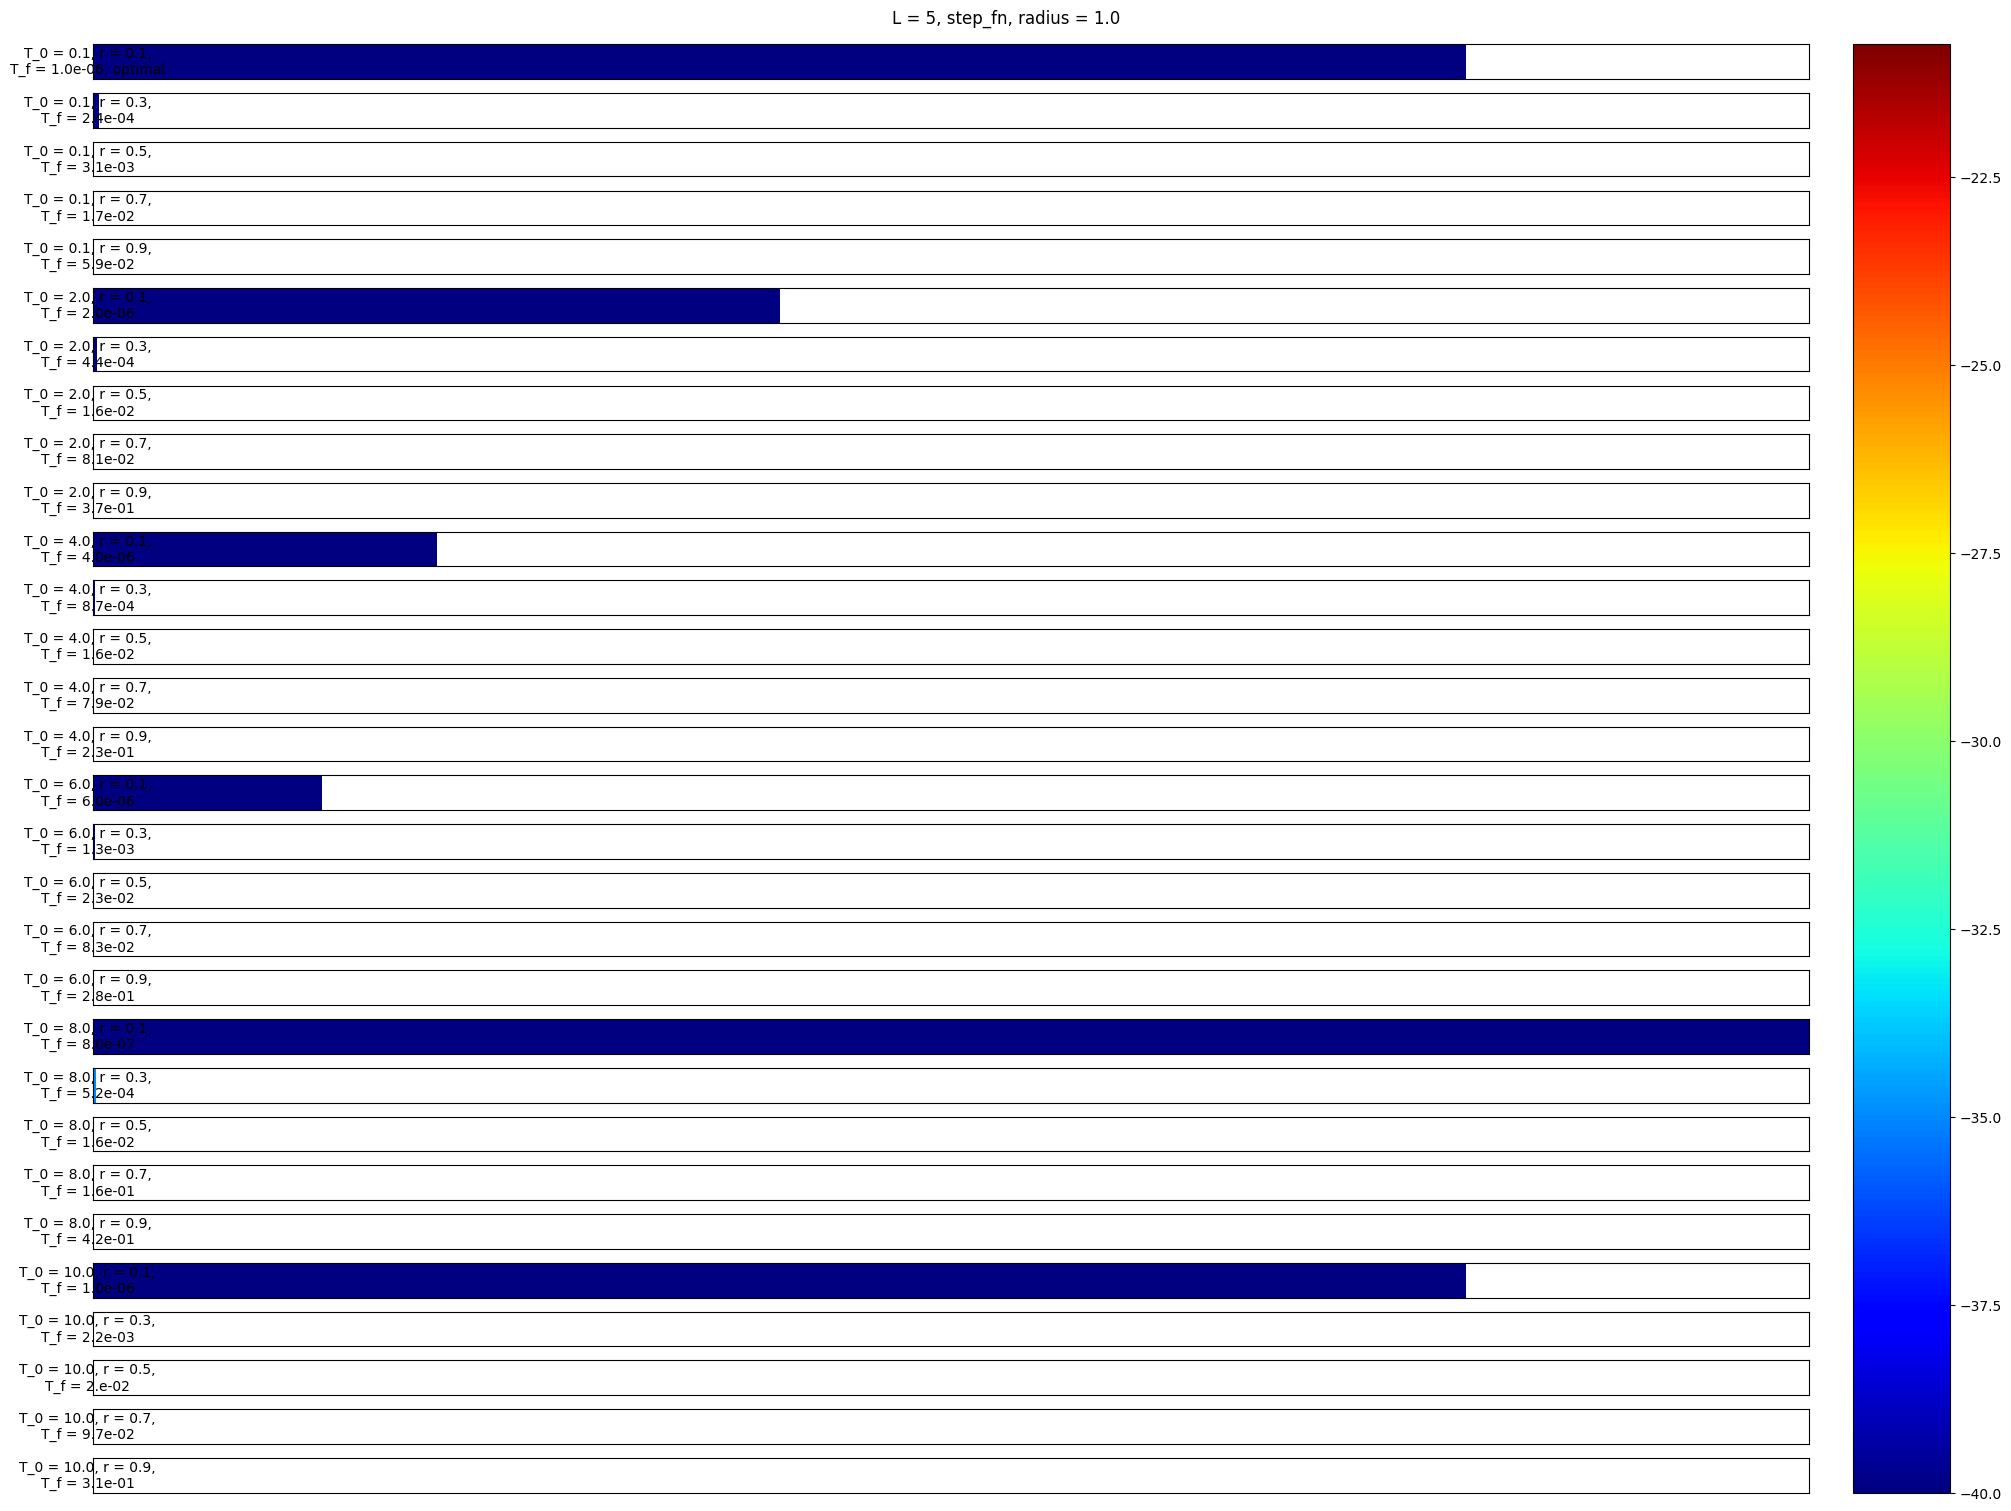 L = 5, step_fn, radius = 1.0
T_0 = 0.1, r = 0.1,
T_f = 1.0e-06, optimal
T_0 = 0.1, r = 0.3,
T_f = 2.4e-04
T_0 = 0.1, r = 0.5,
T_f = 3.1e-03
T_0 = 0.1, r = 0.7,
T_f = 1.7e-02
T_0 = 0.1, r = 0.9,
T_f = 5.9e-02
T_0 = 2.0, r = 0.1,
T_f = 2.0e-06
T_0 = 2.0, r = 0.3,
T_f = 4.4e-04
T_0 = 2.0, r = 0.5,
T_f = 1.6e-02
T_0 = 2.0, r = 0.7,
T_f = 8.1e-02
T_0 = 2.0, r = 0.9,
T_f = 3.7e-01
T_0 = 4.0, r = 0.1,
T_f = 4.0e-06
T_0 = 4.0, r = 0.3,
T_f = 8.7e-04
T_0 = 4.0, r = 0.5,
T_f = 1.6e-02
T_0 = 4.0, r = 0.7,
T_f = 7.9e-02
T_0 = 4.0, r = 0.9,
T_f = 2.3e-01
T_0 = 6.0, r = 0.1,
T_f = 6.0e-06
T_0 = 6.0, r = 0.3,
T_f = 1.3e-03
T_0 = 6.0, r = 0.5,
T_f = 2.3e-02
T_0 = 6.0, r = 0.7,
T_f = 8.3e-02
T_0 = 6.0, r = 0.9,
T_f = 2.8e-01
T_0 = 8.0, r = 0.1,
T_f = 8.0e-07
T_0 = 8.0, r = 0.3,
T_f = 5.2e-04
T_0 = 8.0, r = 0.5,
T_f = 1.6e-02
T_0 = 8.0, r = 0.7,
T_f = 1.6e-01
T_0 = 8.0, r = 0.9,
T_f = 4.2e-01
T_0 = 10.0, r = 0.1,
T_f = 1.0e-06
T_0 = 10.0, r = 0.3,
T_f = 2.2e-03
T_0 = 10.0, r = 0.5,
T_f = 2.e-02
T_0 = 10.0, r = 0.7,
T_f = 9.7e-02
T_0 = 10.0, r = 0.9,
T_f = 3.1e-01
−22.5
−25.0
−27.5
−30.0
−32.5
−35.0
−37.5
−40.0